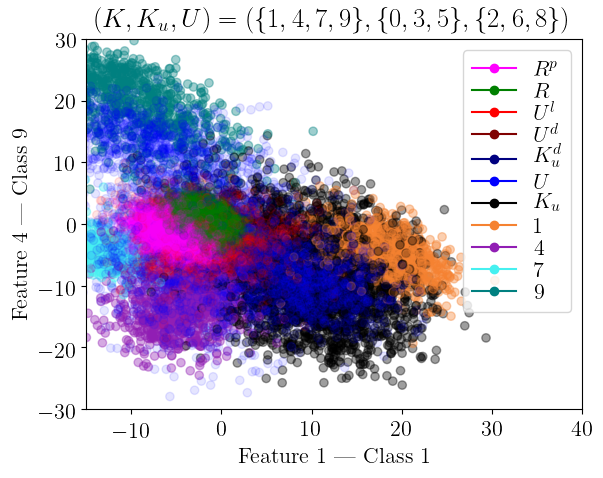 (K, K_u, U) = ({1, 4, 7, 9}, {0, 3, 5}, {2, 6, 8})
30
20
10
0
−10
−20
−30
Feature 4 — Class 9
R^p
R
U^l
U^d
K_u^d
U
K_u
1
4
7
9
−10
0
10
20
30
40
Feature 1 — Class 1